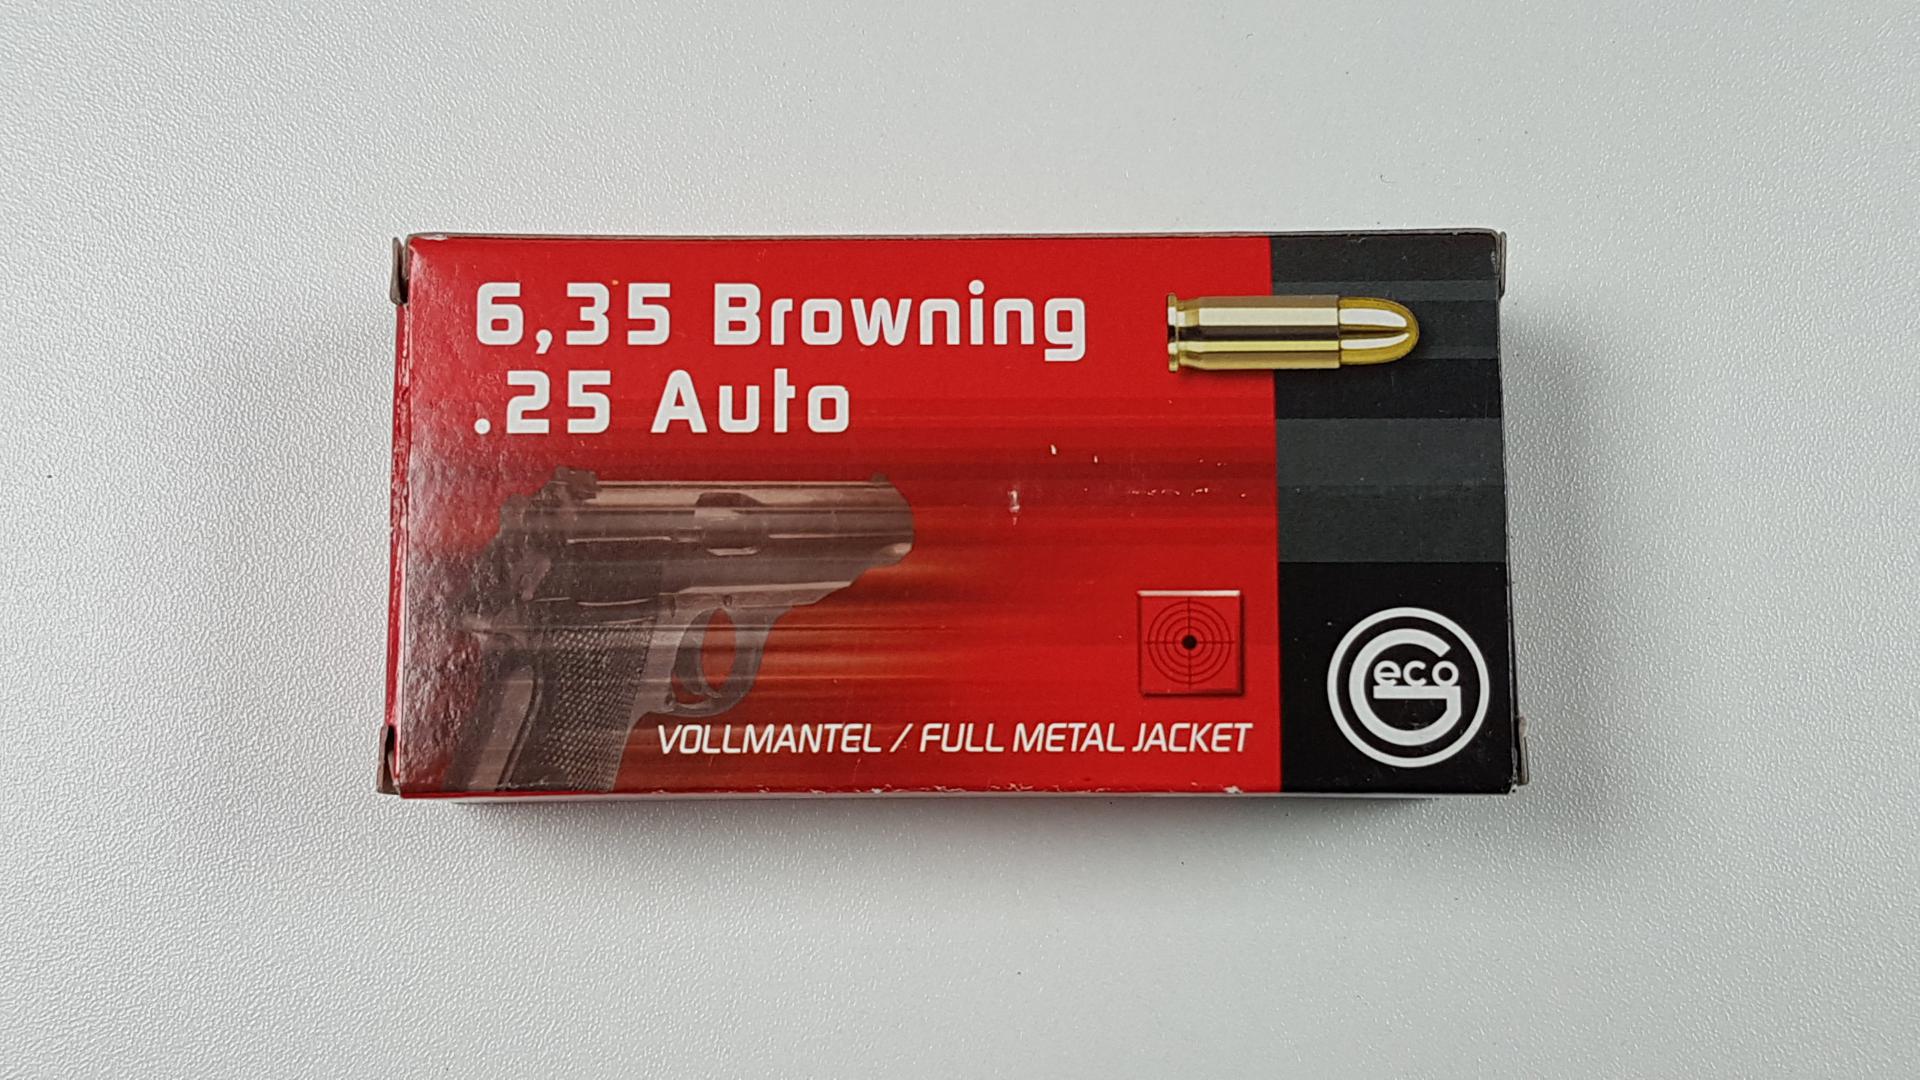 6,35 Browning
.25 Auto
VOLLMANTEL / FULL METAL JACKET
Geco